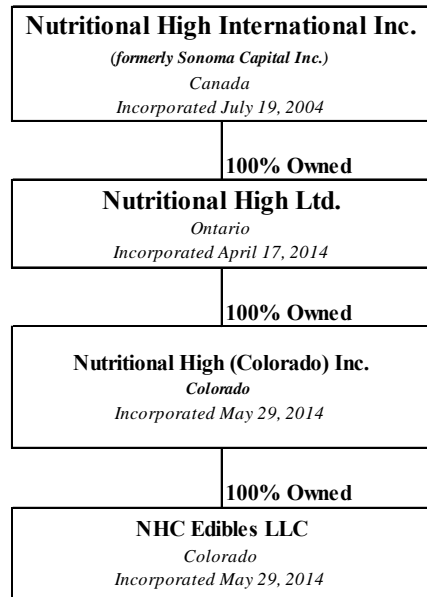 Nutritional High International Inc.
(formerly Sonoma Capital Inc.)
Canada
Incorporated July 19, 2004
100% Owned
Nutritional High Ltd.
Ontario
Incorporated April 17, 2014
100% Owned
Nutritional High (Colorado) Inc.
Colorado
Incorporated May 29, 2014
100% Owned
NHC Edibles LLC
Colorado
Incorporated May 29, 2014